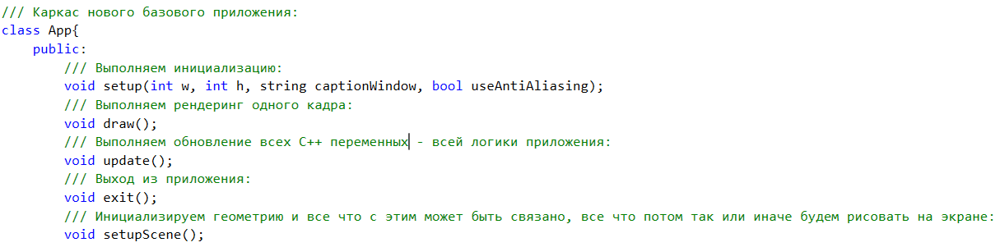 /// Каркас нового базового приложения:
class App{
public:
/// Выполняем инициализацию:
void setup(int w, int h, string captionWindow, bool useAntiAliasing);
/// Выполняем рендеринг одного кадра:
void draw();
/// Выполняем обновление всех C++ переменных - всей логики приложения:
void update();
/// Выход из приложения:
void exit();
/// Инициализируем геометрию и все что с этим может быть связано, все что потом так или иначе будем рисовать на экране:
void setupScene();